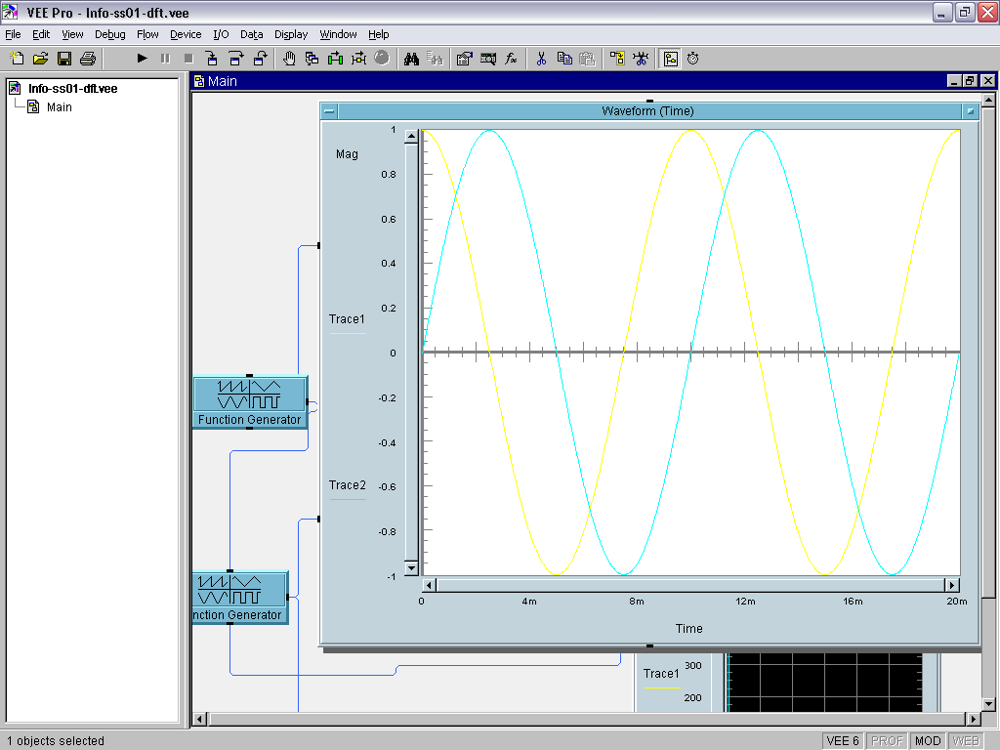 VEE Pro - Info-ss01-dft.vee
File Edit View Debug Flow Device I/O Data Display Window Help
Info-ss01-dft.vee
Main
Main
Waveform (Time)
Mag
1
0.8
0.6
0.4
0.2
0
-0.2
-0.4
-0.6
-0.8
-1
Trace1
Trace2
0 4m 8m 12m 16m 20m
Time
Function Generator
nction Generator
Trace1
300
200
1 objects selected
VEE 6 PROF MOD WEB